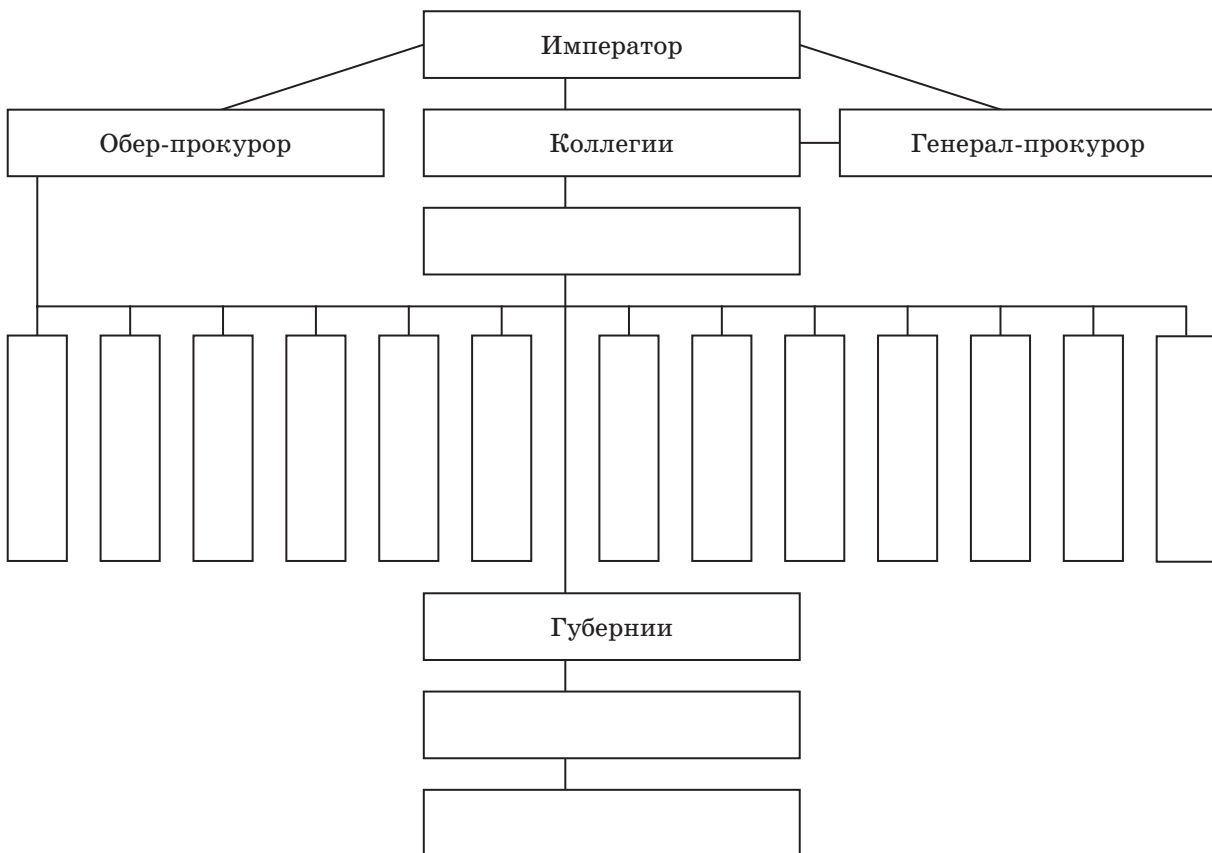 Император
Обер-прокурор
Коллегии
Генерал-прокурор
Губернии